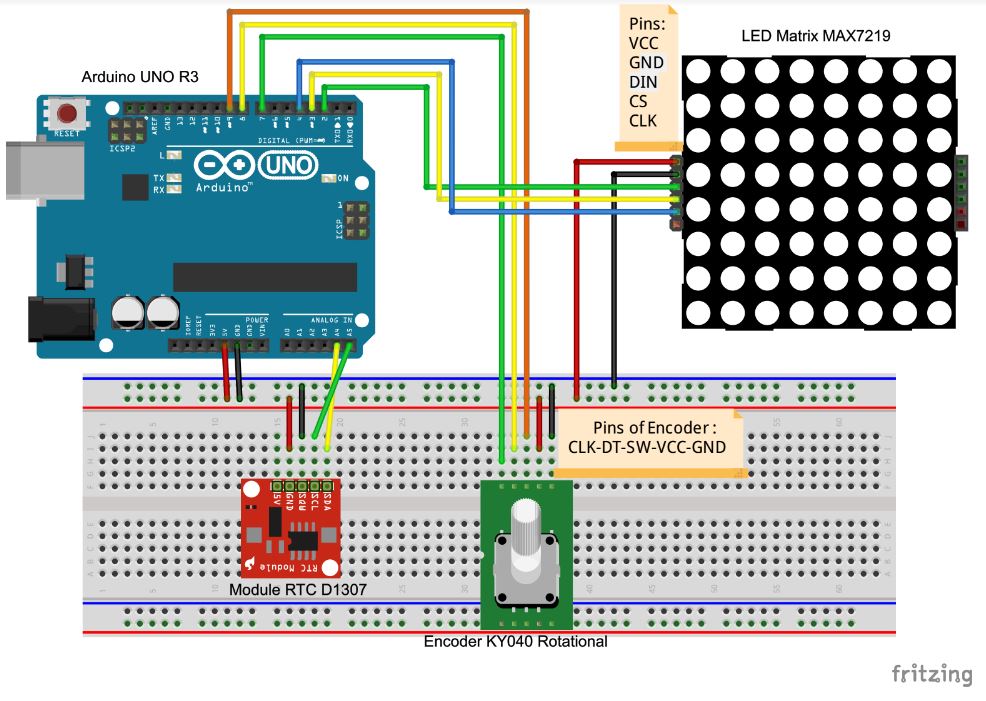 Pins:
VCC
GND
DIN
CS
CLK
LED Matrix MAX7219
Arduino UNO R3
RESET
ICSP2
AREF
GND
13
12
11
10
9
8
7
6
5
4
3
2
TX0 1
RX0 0
DIGITAL (PWM=~)
L
TX
RX
UNO
ON
Arduino™
1
ICSP
POWER
ANALOG IN
IOREF
RESET
3V3
5V
GND
GND
VIN
A0
A1
A2
A3
A4
A5
Pins of Encoder :
CLK-DT-SW-VCC-GND
5V
GND
SQW
SCL
SDA
RTC Module
Module RTC D1307
Encoder KY040 Rotational
fritzing